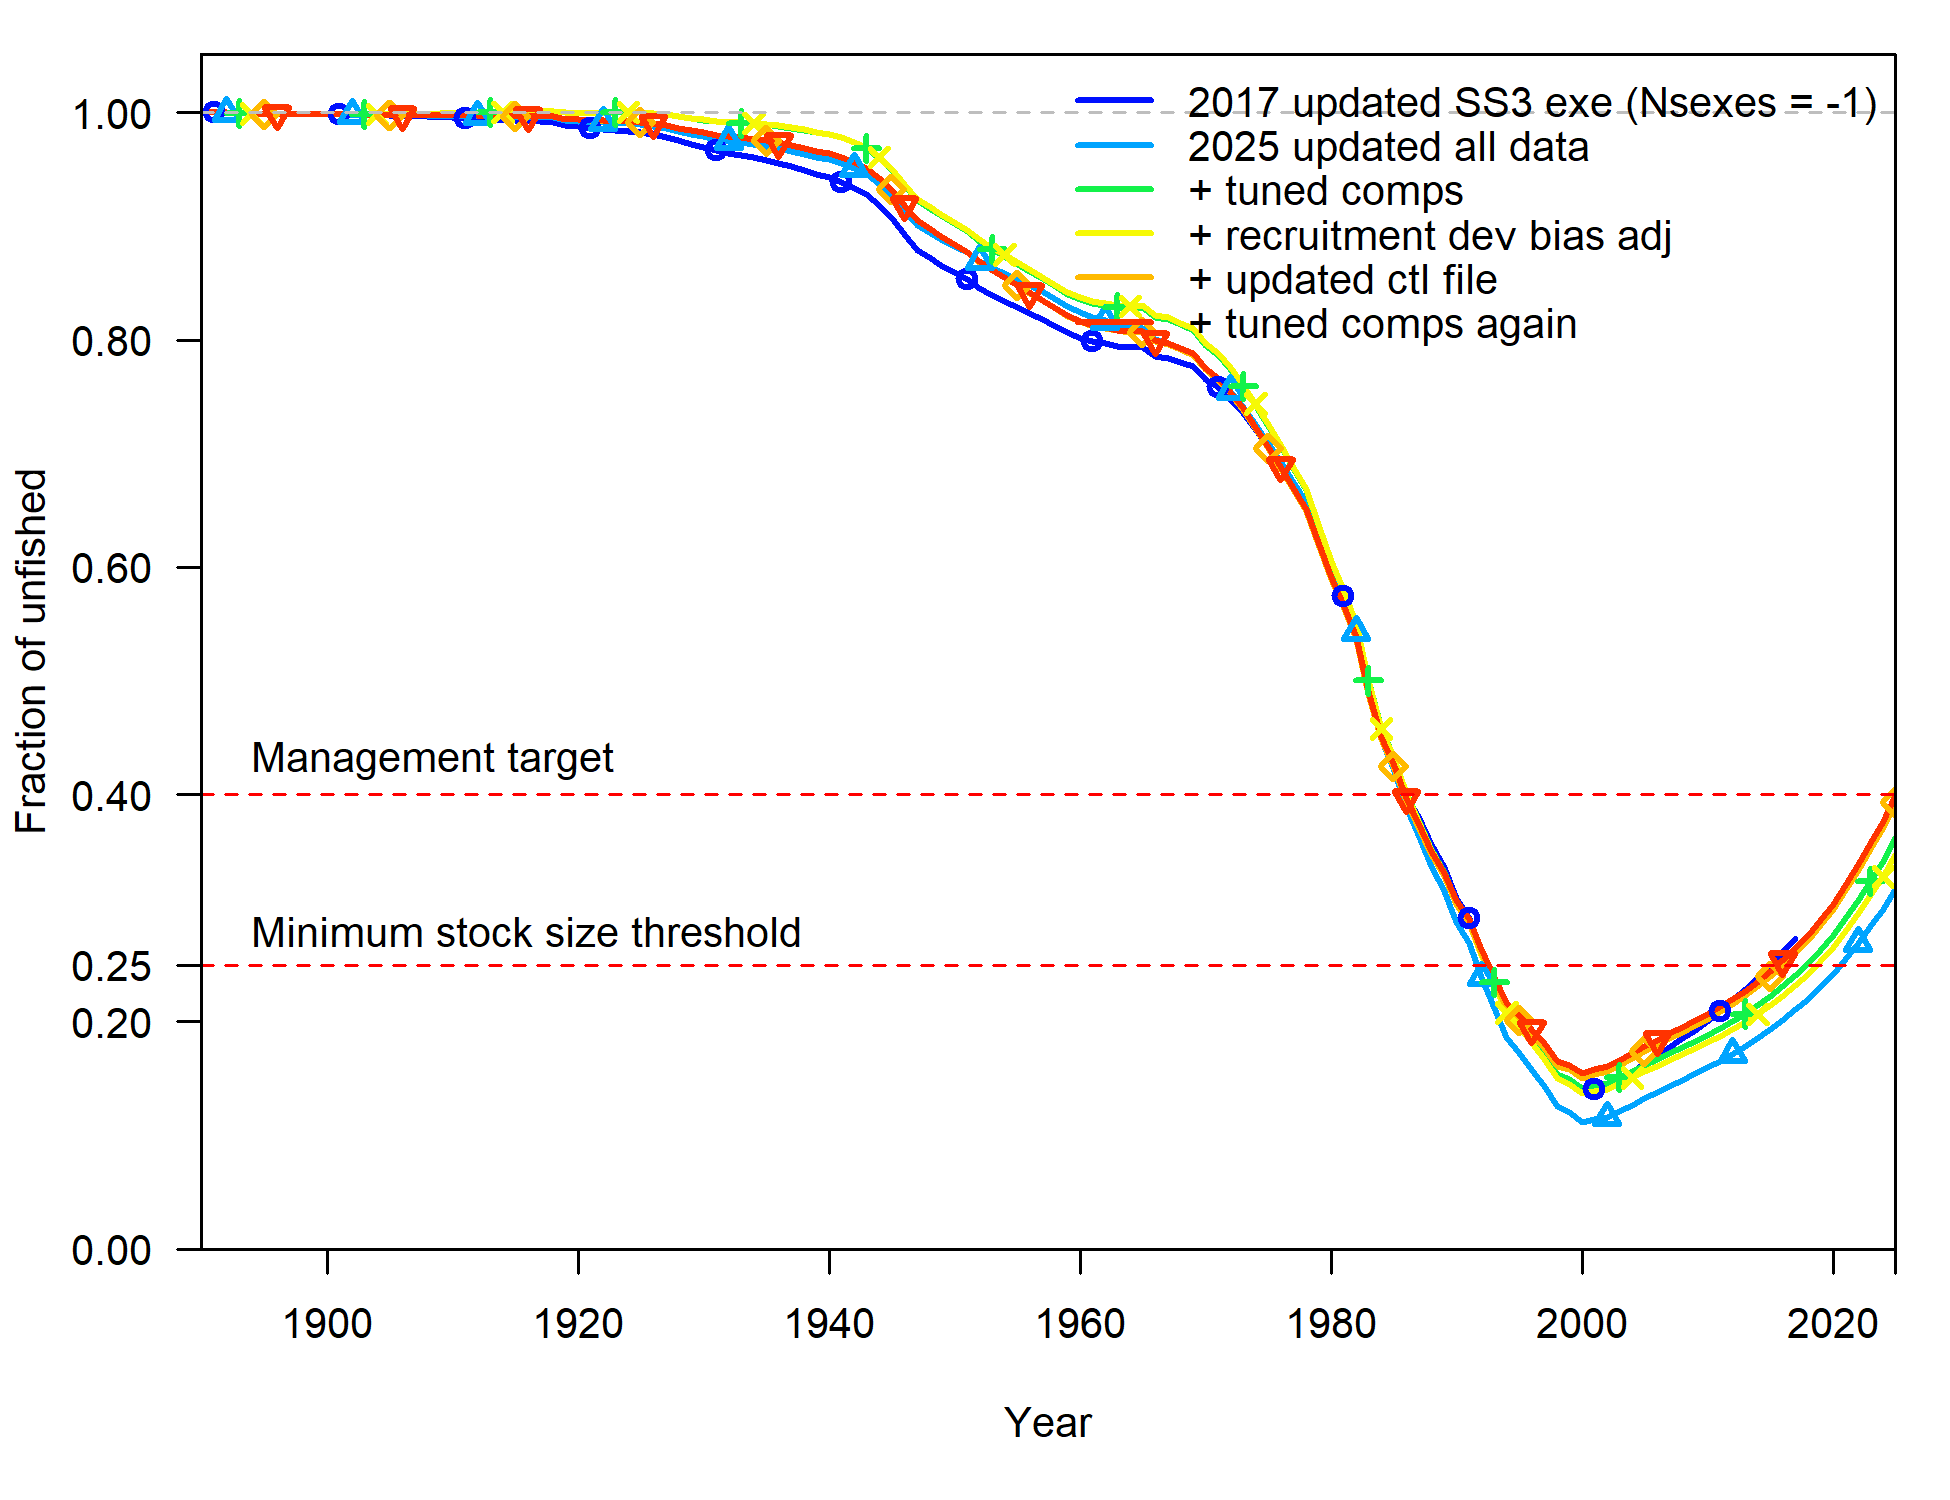 1.00
0.80
0.60
0.40
0.25
0.20
0.00
Fraction of unfished
2017 updated SS3 exe (Nsexes = -1)
2025 updated all data
+ tuned comps
+ recruitment dev bias adj
+ updated ctl file
+ tuned comps again
Management target
Minimum stock size threshold
1900 1920 1940 1960 1980 2000 2020
Year